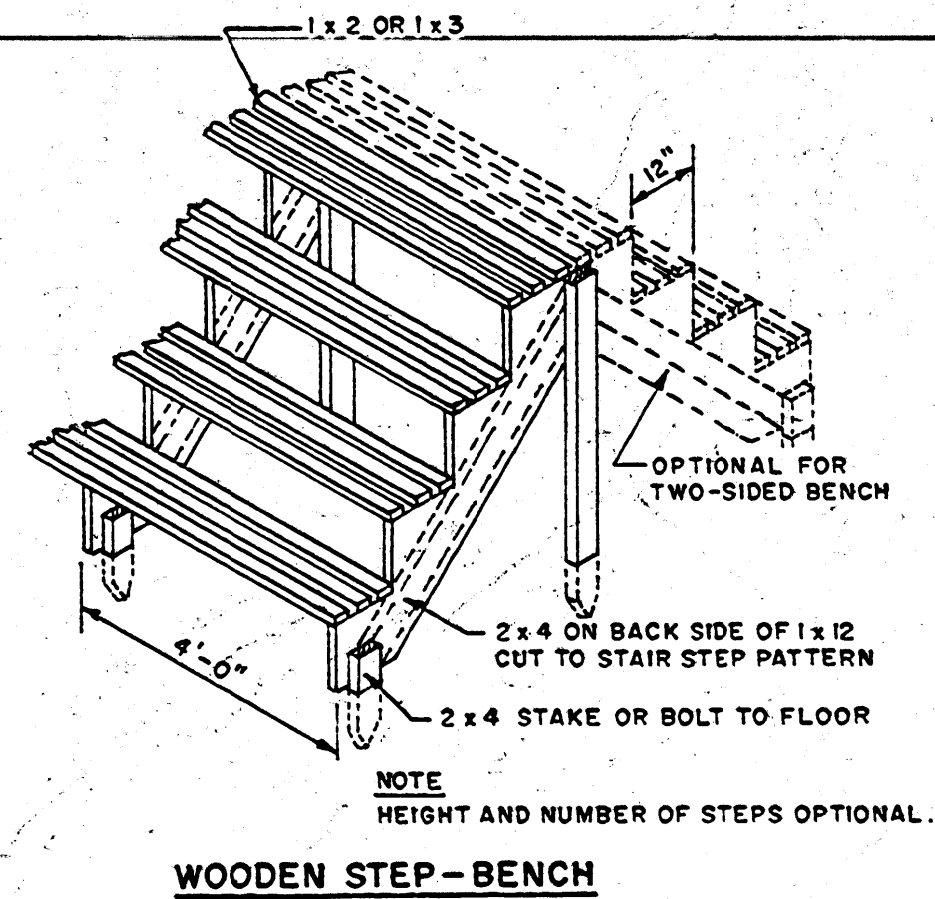 1 x 2 OR 1 x 3
12"
OPTIONAL FOR
TWO-SIDED BENCH
2 x 4 ON BACK SIDE OF 1 x 12
CUT TO STAIR STEP PATTERN
4'-0"
2 x 4 STAKE OR BOLT TO FLOOR
NOTE
HEIGHT AND NUMBER OF STEPS OPTIONAL.
WOODEN STEP-BENCH